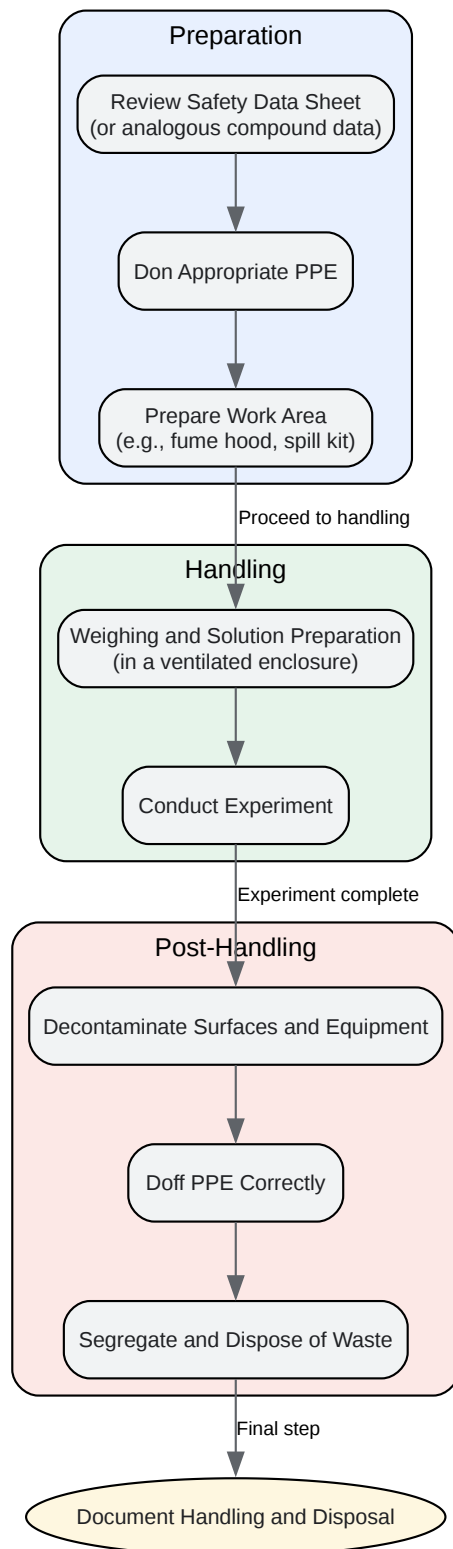 Preparation
Review Safety Data Sheet
(or analogous compound data)
Don Appropriate PPE
Prepare Work Area
(e.g., fume hood, spill kit)
Proceed to handling
Handling
Weighing and Solution Preparation
(in a ventilated enclosure)
Conduct Experiment
Experiment complete
Post-Handling
Decontaminate Surfaces and Equipment
Doff PPE Correctly
Segregate and Dispose of Waste
Final step
Document Handling and Disposal